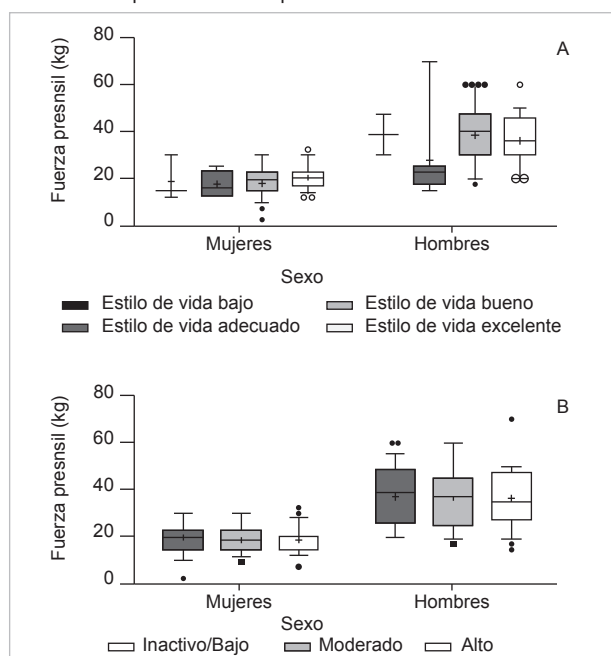 A
Fuerza presnsil (kg)
80
60
40
20
0
Mujeres
Hombres
Sexo
Estilo de vida bajo
Estilo de vida bueno
Estilo de vida adecuado
Estilo de vida excelente
B
Fuerza presnsil (kg)
80
60
40
20
0
Mujeres
Hombres
Sexo
Inactivo/Bajo
Moderado
Alto